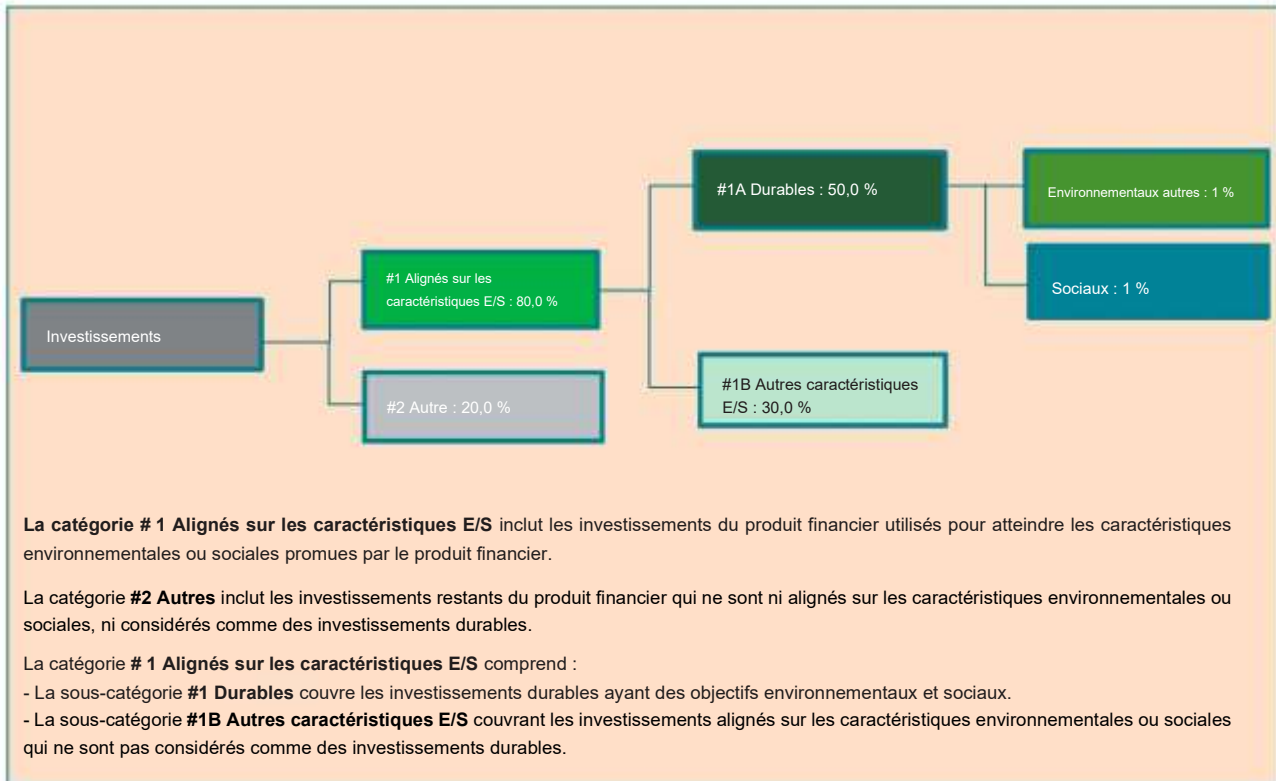 Investissements
#1 Alignés sur les
caractéristiques E/S : 80,0 %
#2 Autre : 20,0 %
#1A Durables : 50,0 %
#1B Autres caractéristiques
E/S : 30,0 %
Environnementaux autres : 1 %
Sociaux : 1 %
La catégorie # 1 Alignés sur les caractéristiques E/S inclut les investissements du produit financier utilisés pour atteindre les caractéristiques
environnementales ou sociales promues par le produit financier.
La catégorie #2 Autres inclut les investissements restants du produit financier qui ne sont ni alignés sur les caractéristiques environnementales ou
sociales, ni considérés comme des investissements durables.
La catégorie # 1 Alignés sur les caractéristiques E/S comprend :
- La sous-catégorie #1 Durables couvre les investissements durables ayant des objectifs environnementaux et sociaux.
- La sous-catégorie #1B Autres caractéristiques E/S couvrant les investissements alignés sur les caractéristiques environnementales ou sociales
qui ne sont pas considérés comme des investissements durables.